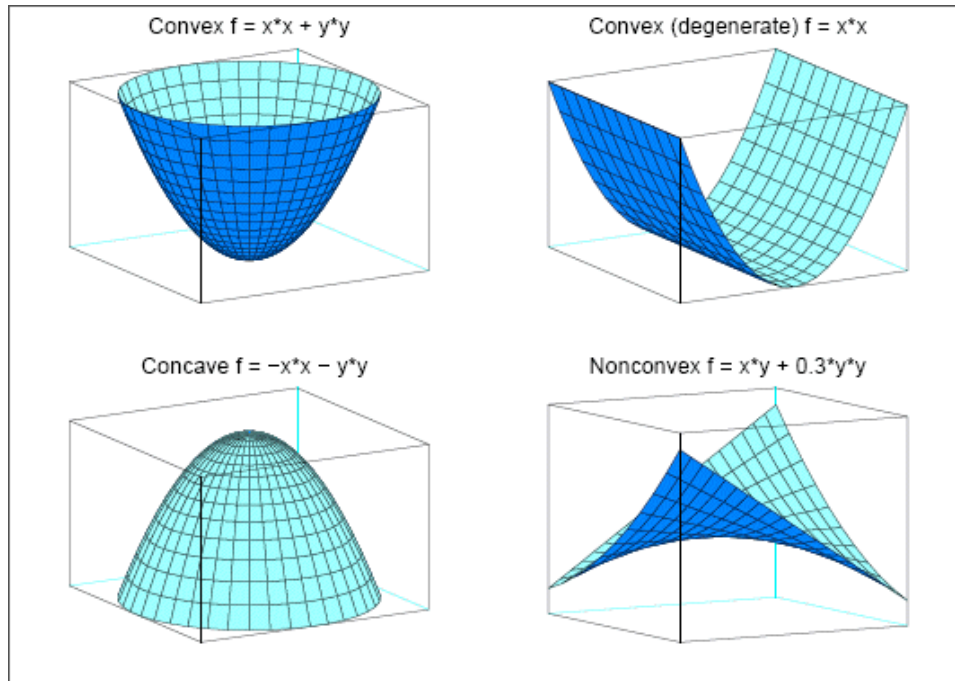 Convex f = x*x + y*y
Convex (degenerate) f = x*x
Concave f = −x*x − y*y
Nonconvex f = x*y + 0.3*y*y